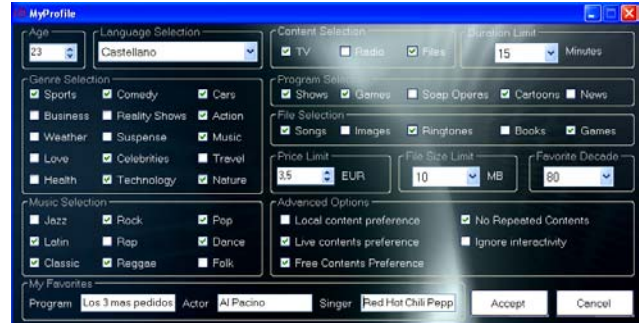 MyProfile
Age
Language Selection
Content Selection
Duration Limit
23
Castellano
TV Radio Files
15 Minutes
Genre Selection
Program Selec
Sports Comedy Cars
Shows Games Soap Operas Cartoons News
Business Reality Shows Action
File Selection
Weather Suspense Music
Songs Images Ringtones Books Games
Love Celebrities Travel
Price Limit File Size Limit Favorite Decade
Health Technology Nature
3,5 EUR 10 MB 80
Music Selection
Advanced Options
Jazz Rock Pop
Local content preference No Repeated Contents
Latin Rap Dance
Live contents preference Ignore interactivity
Classic Reggae Folk
Free Contents Preference
My Favorites
Program Los 3 mas pedidos Actor Al Pacino Singer Red Hot Chili Pepp Accept Cancel